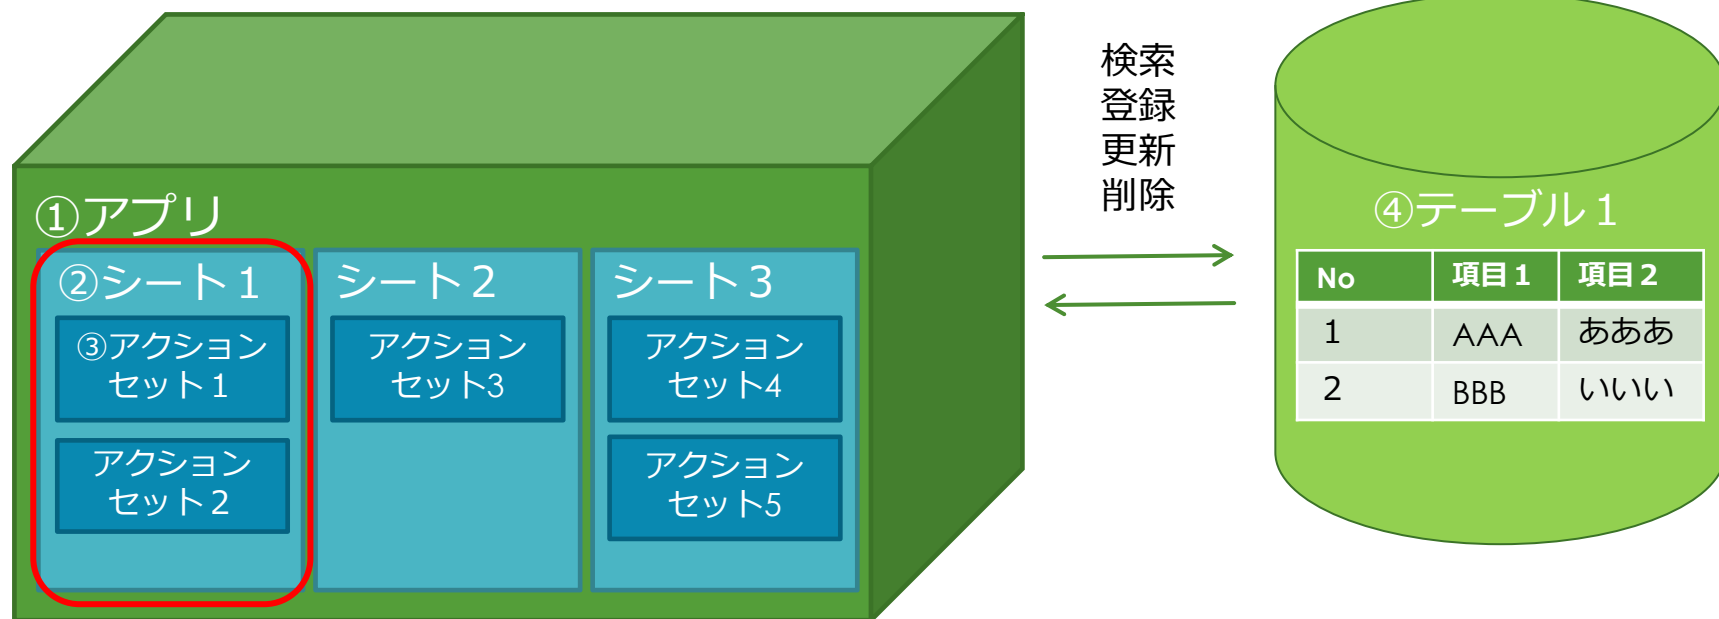 ①アプリ
②シート1
③アクション
セット1
アクション
セット2
シート2
アクション
セット3
シート3
アクション
セット4
アクション
セット5
検索
登録
更新
削除
④テーブル1
No 項目1 項目2
1 AAA あああ
2 BBB いいい